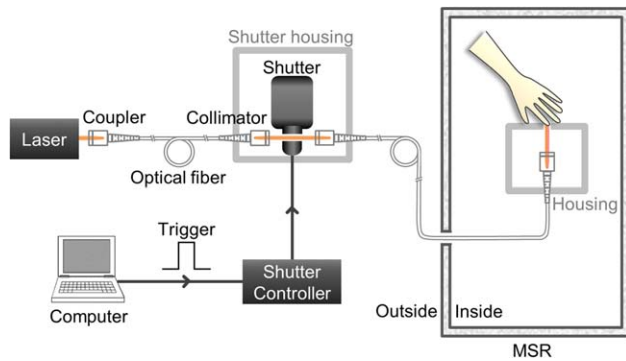 Shutter housing
Shutter
Coupler
Collimator
Laser
Optical fiber
Housing
Trigger
Shutter
Controller
Computer
Outside
Inside
MSR